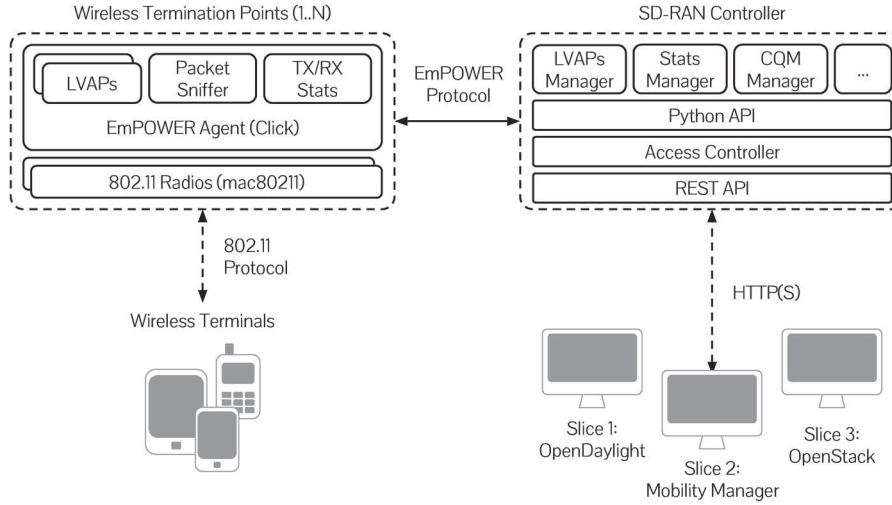 Wireless Termination Points (1..N)
SD-RAN Controller
LVAPs
Packet
Sniffer
TX/RX
Stats
EmPOWER Agent (Click)
802.11 Radios (mac80211)
EmPOWER
Protocol
LVAPs
Manager
Stats
Manager
CQM
Manager
...
Python API
Access Controller
REST API
802.11
Protocol
HTTP(S)
Wireless Terminals
Slice 1:
OpenDaylight
Slice 2:
Mobility Manager
Slice 3:
OpenStack